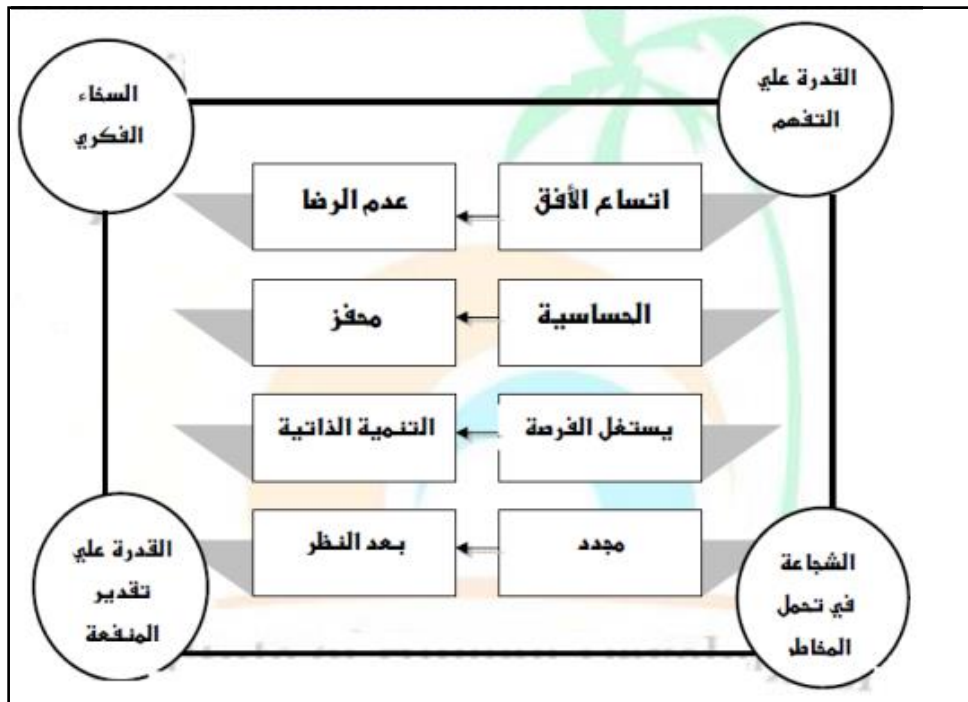 القدرة علي
التفهم
السخاء
الفكري
اتساع الأفق
عدم الرضا
الحساسية
محفز
يستغل الفرصة
التنمية الذاتية
مجدد
بعد النظر
الشجاعة
في تحمل
المخاطر
القدرة علي
تقدير
المنفعة